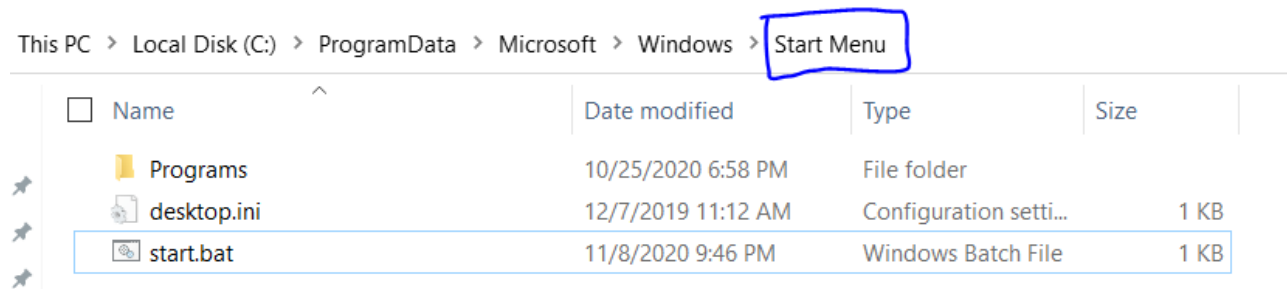 This PC > Local Disk (C:) > ProgramData > Microsoft > Windows > Start Menu
Name Date modified Type Size
Programs 10/25/2020 6:58 PM File folder
desktop.ini 12/7/2019 11:12 AM Configuration setti... 1 KB
start.bat 11/8/2020 9:46 PM Windows Batch File 1 KB